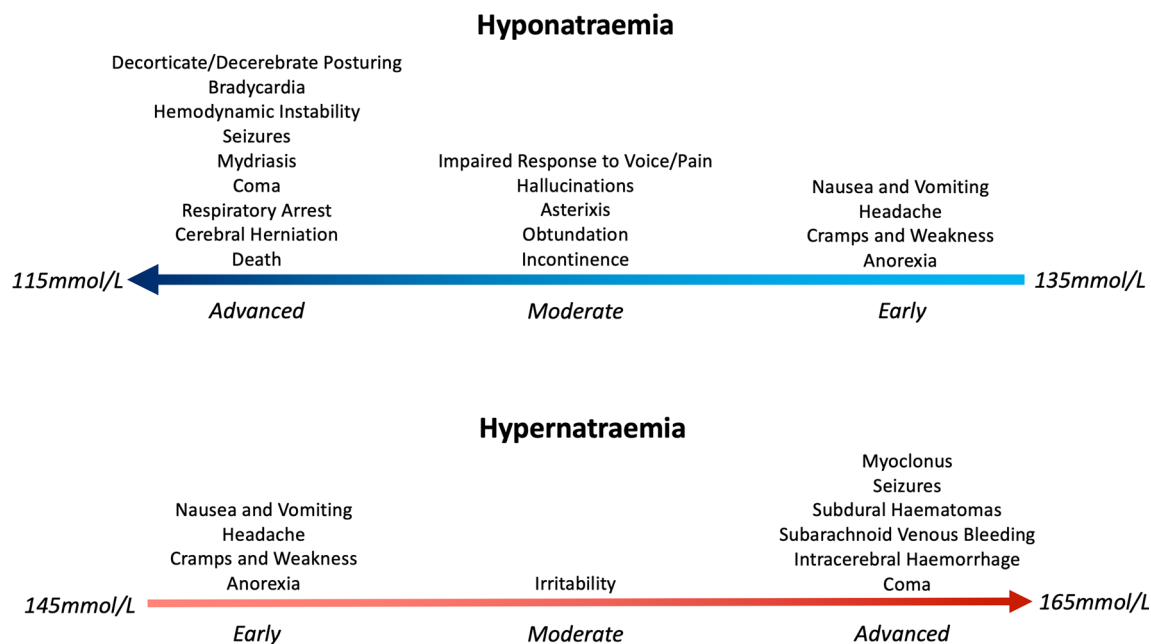 Hyponatraemia
Decorticate/Decerebrate Posturing
Bradycardia
Hemodynamic Instability
Seizures
Mydriasis
Coma
Respiratory Arrest
Cerebral Herniation
Death
Impaired Response to Voice/Pain
Hallucinations
Asterixis
Obtundation
Incontinence
Nausea and Vomiting
Headache
Cramps and Weakness
Anorexia
115mmol/L
135mmol/L
Advanced
Moderate
Early
Hypernatraemia
Nausea and Vomiting
Headache
Cramps and Weakness
Anorexia
Irritability
Myoclonus
Seizures
Subdural Haematomas
Subarachnoid Venous Bleeding
Intracerebral Haemorrhage
Coma
145mmol/L
165mmol/L
Early
Moderate
Advanced